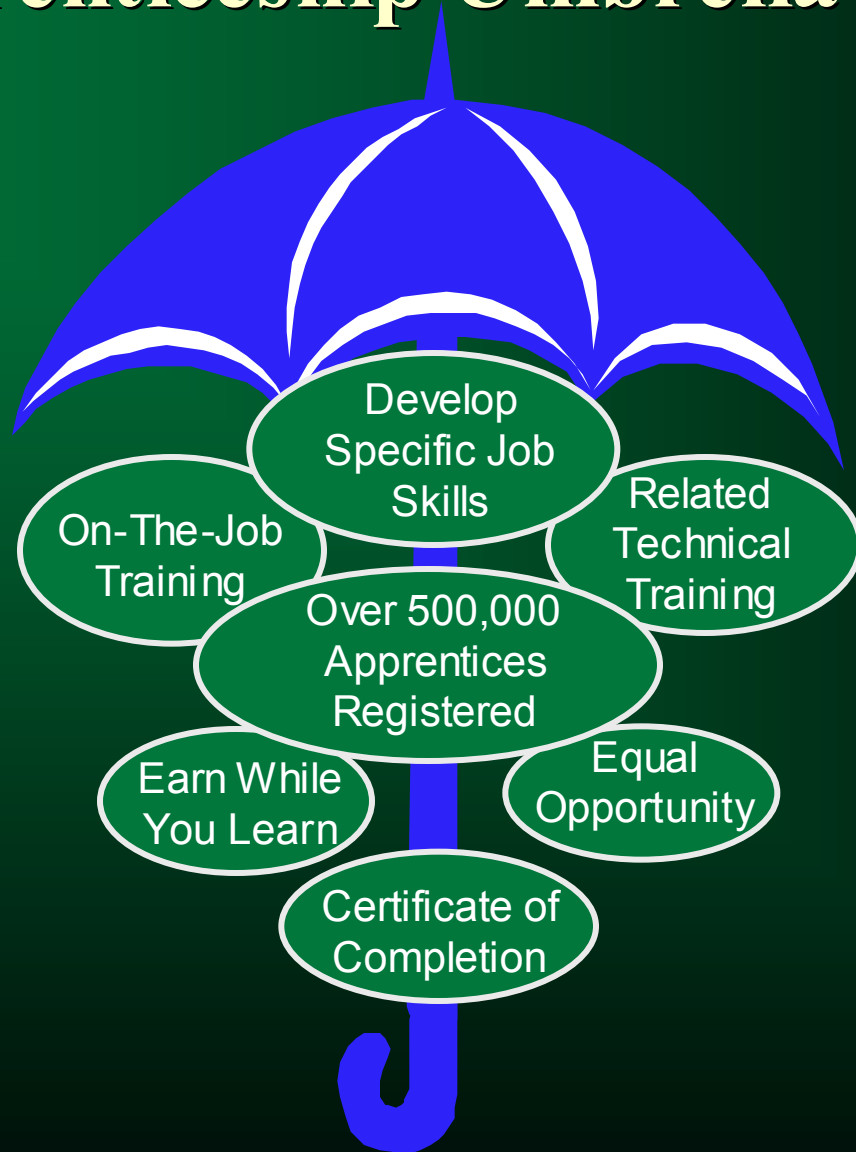 Umbrella
Develop
Specific Job
Skills
On-The-Job
Training
Related
Technical
Training
Over 500,000
Apprentices
Registered
Earn While
You Learn
Equal
Opportunity
Certificate of
Completion